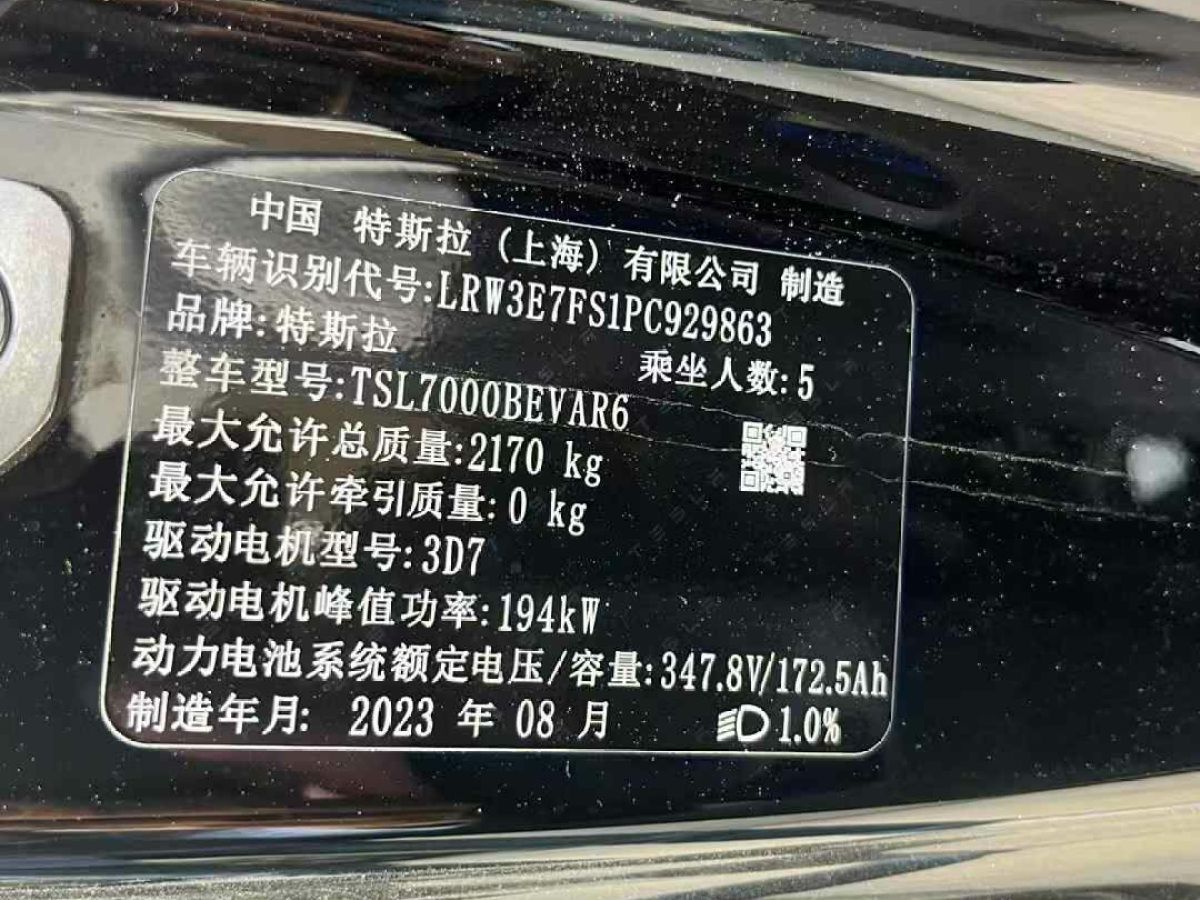 中国 特斯拉 (上海) 有限公司 制造
车辆识别代号:LRW3E7FS1PC929863
品牌:特斯拉 乘坐人数:5
整车型号:TSL7000BEVAR6
最大允许总质量:2170 kg
最大允许牵引质量:0 kg
驱动电机型号:3D7
驱动电机峰值功率:194kW
动力电池系统额定电压/容量:347.8V/172.5Ah
制造年月: 2023 年 08 月 1.0%